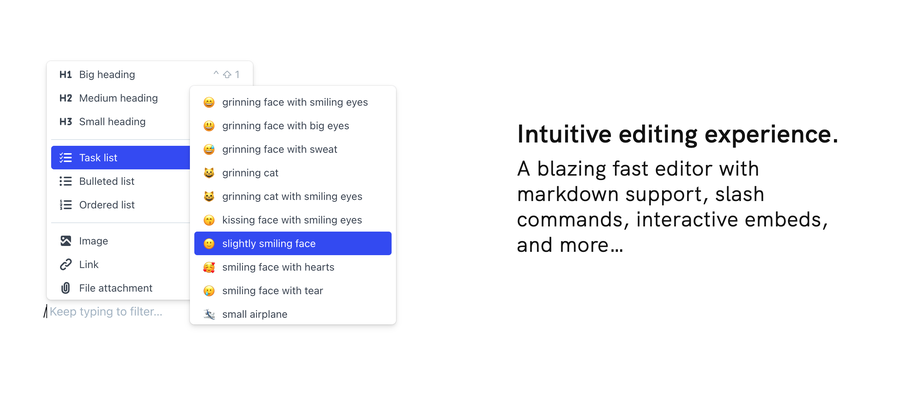 H1 Big heading ^ ⇧ 1
H2 Medium heading
H3 Small heading
Task list
Bulleted list
Ordered list
Image
Link
File attachment
/Keep typing to filter...
grinning face with smiling eyes
grinning face with big eyes
grinning face with sweat
grinning cat
grinning cat with smiling eyes
kissing face with smiling eyes
slightly smiling face
smiling face with hearts
smiling face with tear
small airplane
Intuitive editing experience.
A blazing fast editor with
markdown support, slash
commands, interactive embeds,
and more…